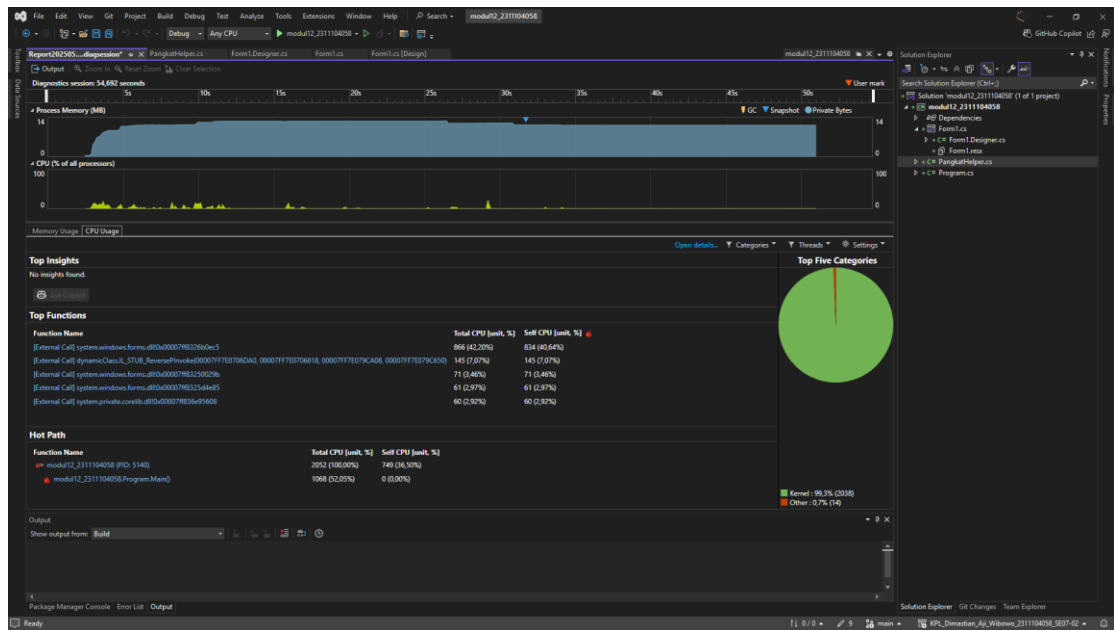 File Edit View Git Project Build Debug Test Analyze Tools Extensions Window Help Search modul12_2311104058
Debug Any CPU modul12_2311104058 GitHub Copilot
Report202505....diagsession* PangkatHelper.cs Form1.Designer.cs Form1.cs Form1.cs [Design] modul12_2311104058
Toolbox
Data Sources
Output Zoom In Reset Zoom Clear Selection
Diagnostics session: 54,692 seconds User mark
5s 10s 15s 20s 25s 30s 35s 40s 45s 50s
Process Memory (MB) GC Snapshot Private Bytes
14 14
0 0
CPU (% of all processors)
100 100
0 0
Memory Usage CPU Usage
Open details... Categories Threads Settings
Top Insights
No insights found.
Ask Copilot
Top Functions
Function Name Total CPU [unit, %] Self CPU [unit, %]
[External Call] system.windows.forms.dll!0x00007ff8326b0ec5 866 (42,20%) 834 (40,64%)
[External Call] dynamicClass.IL_STUB_ReversePInvoke(00007FF7E0706DA0, 00007FF7E0706818, 00007FF7E079CA08, 00007FF7E079C650) 145 (7,07%) 145 (7,07%)
[External Call] system.windows.forms.dll!0x00007ff83250029b 71 (3,46%) 71 (3,46%)
[External Call] system.windows.forms.dll!0x00007ff8325d4e85 61 (2,97%) 61 (2,97%)
[External Call] system.private.corelib.dll!0x00007ff836e95608 60 (2,92%) 60 (2,92%)
Hot Path
Function Name Total CPU [unit, %] Self CPU [unit, %]
modul12_2311104058 (PID: 5140) 2052 (100,00%) 749 (36,50%)
modul12_2311104058.Program.Main() 1068 (52,05%) 0 (0,00%)
Top Five Categories
Kernel : 99,3% (2038)
Other : 0,7% (14)
Output
Show output from: Build
Package Manager Console Error List Output
Solution Explorer
Search Solution Explorer (Ctrl+;)
Solution 'modul12_2311104058' (1 of 1 project)
modul12_2311104058
Dependencies
Form1.cs
C# Form1.Designer.cs
Form1.resx
C# PangkatHelper.cs
C# Program.cs
Solution Explorer Git Changes Team Explorer
Notifications
Properties
Ready 0 / 0 9 main KPL_Dimastian_Aji_Wibowo_2311104058_SE07-02